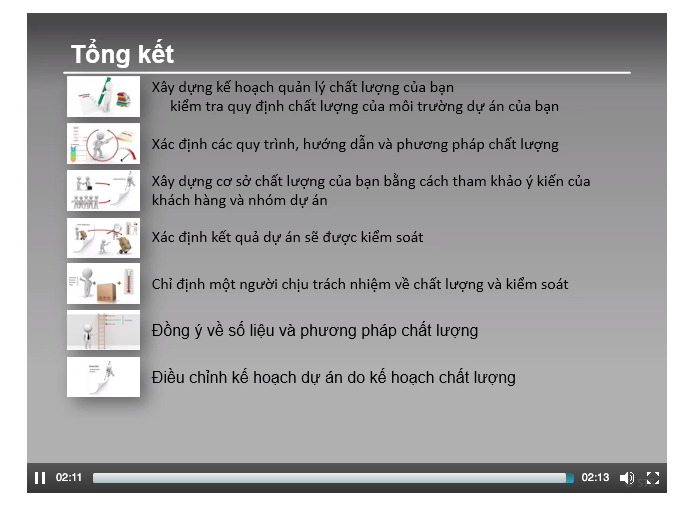 Tổng kết
Xây dựng kế hoạch quản lý chất lượng của bạn
kiểm tra quy định chất lượng của môi trường dự án của bạn
Xác định các quy trình, hướng dẫn và phương pháp chất lượng
Xây dựng cơ sở chất lượng của bạn bằng cách tham khảo ý kiến của
khách hàng và nhóm dự án
Xác định kết quả dự án sẽ được kiểm soát
Chỉ định một người chịu trách nhiệm về chất lượng và kiểm soát
Đồng ý về số liệu và phương pháp chất lượng
Điều chỉnh kế hoạch dự án do kế hoạch chất lượng
02:11 02:13